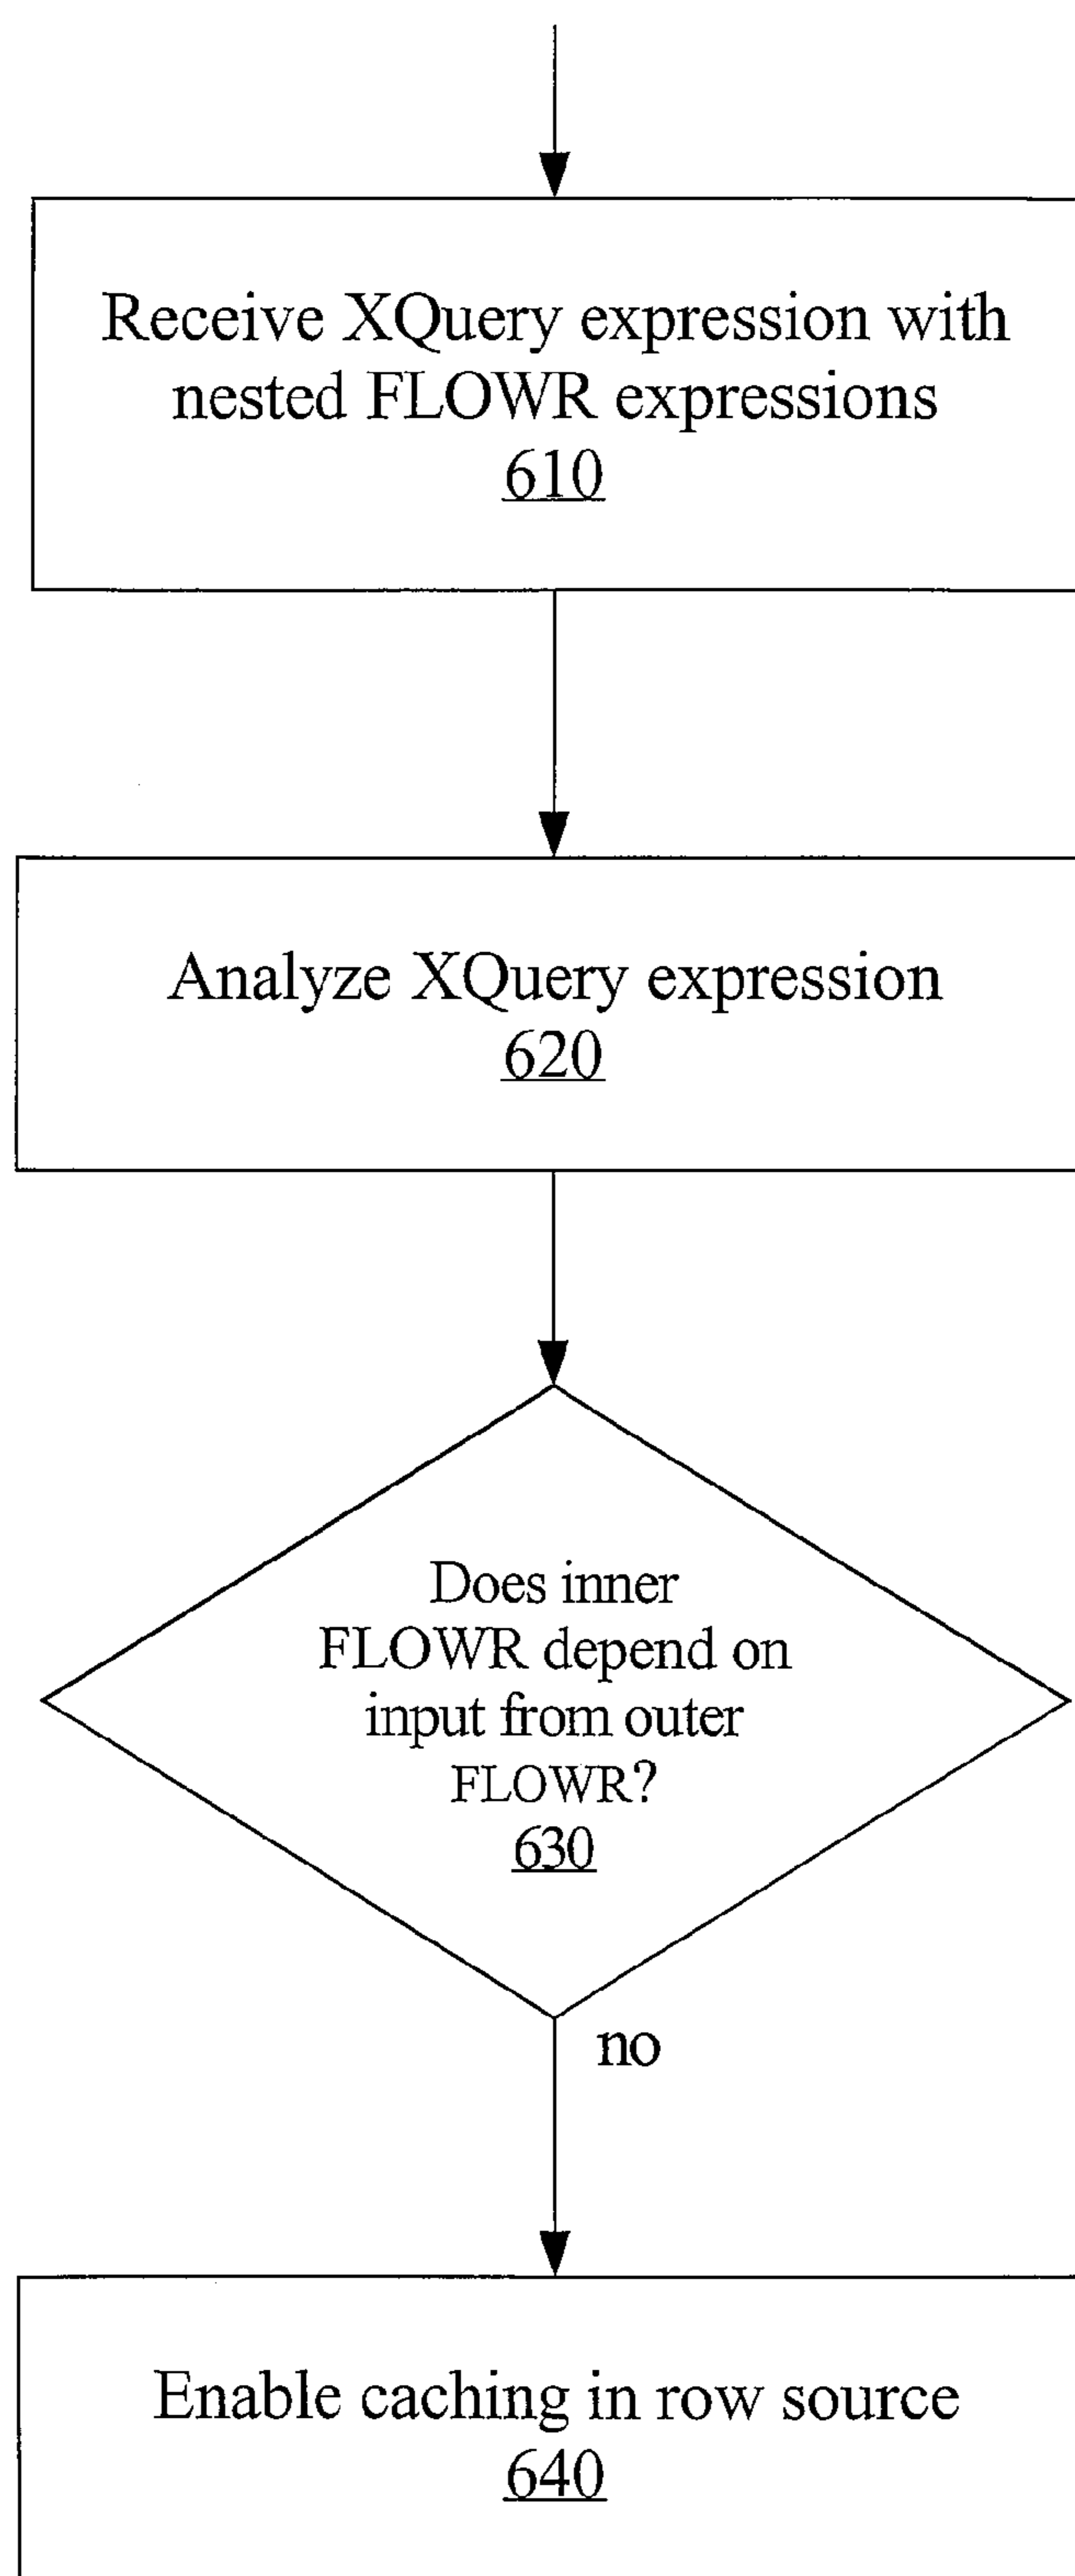 Receive XQuery expression with
nested FLOWR expressions
610
Analyze XQuery expression
620
Does inner
FLOWR depend on
input from outer
FLOWR?
630
no
Enable caching in row source
640